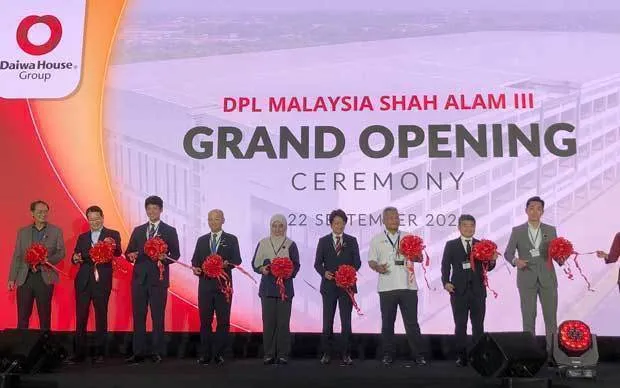 Daiwa House®
Group
DPL MALAYSIA SHAH ALAM III
GRAND OPENING
CEREMONY
22 SEPTEMBER